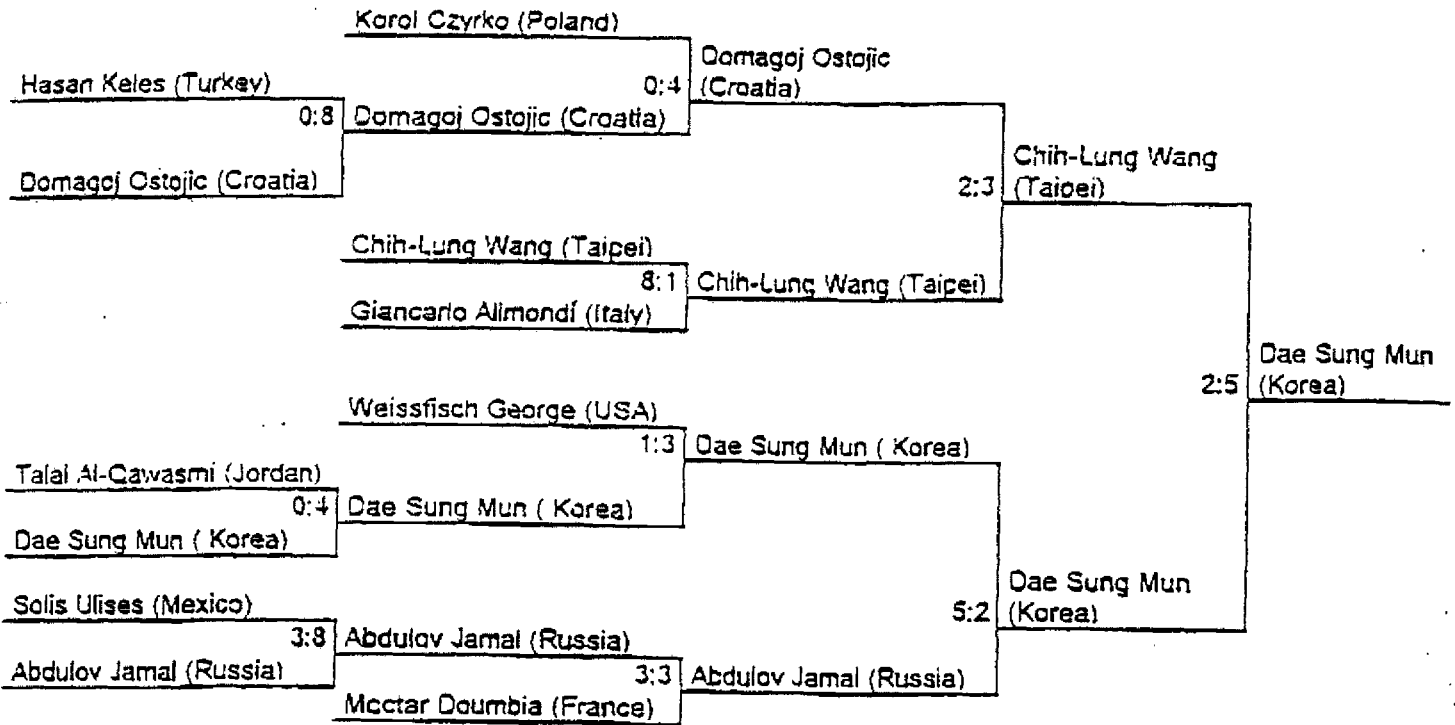 Korol Czyrko (Poland)
Domagoj Ostojic
(Croatia)
Hasan Keles (Turkey)
0:4
0:8
Domagoj Ostojic (Croatia)
Domagoj Ostojic (Croatia)
Chih-Lung Wang
(Taipei)
2:3
Chih-Lung Wang (Taipei)
8:1
Chih-Lung Wang (Taipei)
Giancarlo Alimondí (Italy)
Dae Sung Mun
(Korea)
2:5
Weissfisch George (USA)
1:3
Dae Sung Mun ( Korea)
Talal Al-Qawasmi (Jordan)
0:4
Dae Sung Mun ( Korea)
Dae Sung Mun ( Korea)
Dae Sung Mun
(Korea)
5:2
Solis Ulises (Mexico)
3:8
Abdulov Jamal (Russia)
Abdulov Jamal (Russia)
3:3
Abdulov Jamal (Russia)
Moctar Doumbia (France)